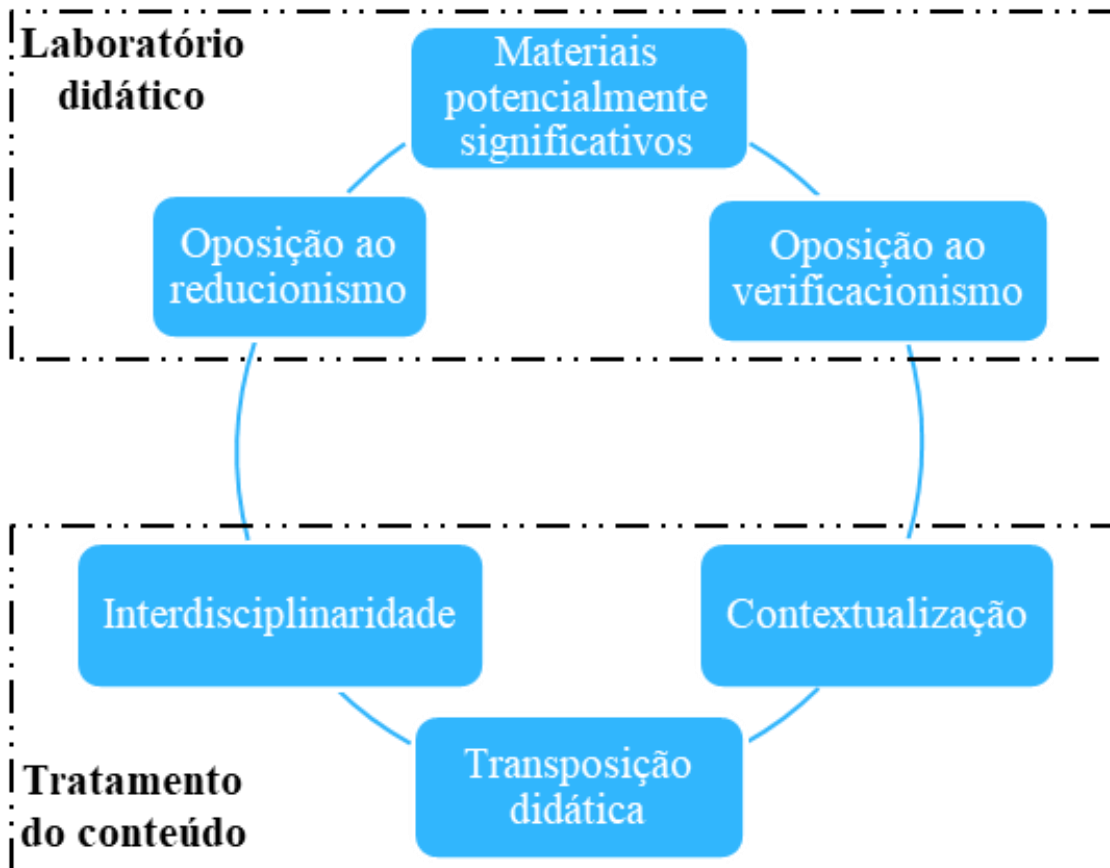 Laboratório
didático
Materiais
potencialmente
significativos
Oposição ao
reducionismo
Oposição ao
verificacionismo
Interdisciplinaridade
Contextualização
Transposição
didática
Tratamento
do conteúdo